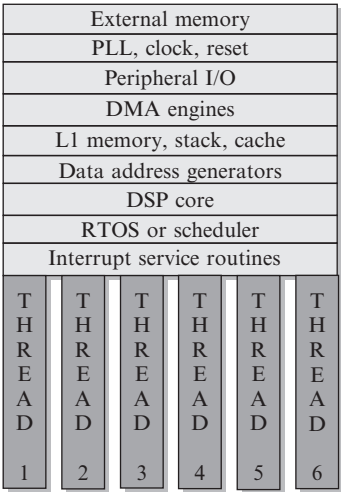 External memory
PLL, clock, reset
Peripheral I/O
DMA engines
L1 memory, stack, cache
Data address generators
DSP core
RTOS or scheduler
Interrupt service routines
THREAD 1
THREAD 2
THREAD 3
THREAD 4
THREAD 5
THREAD 6